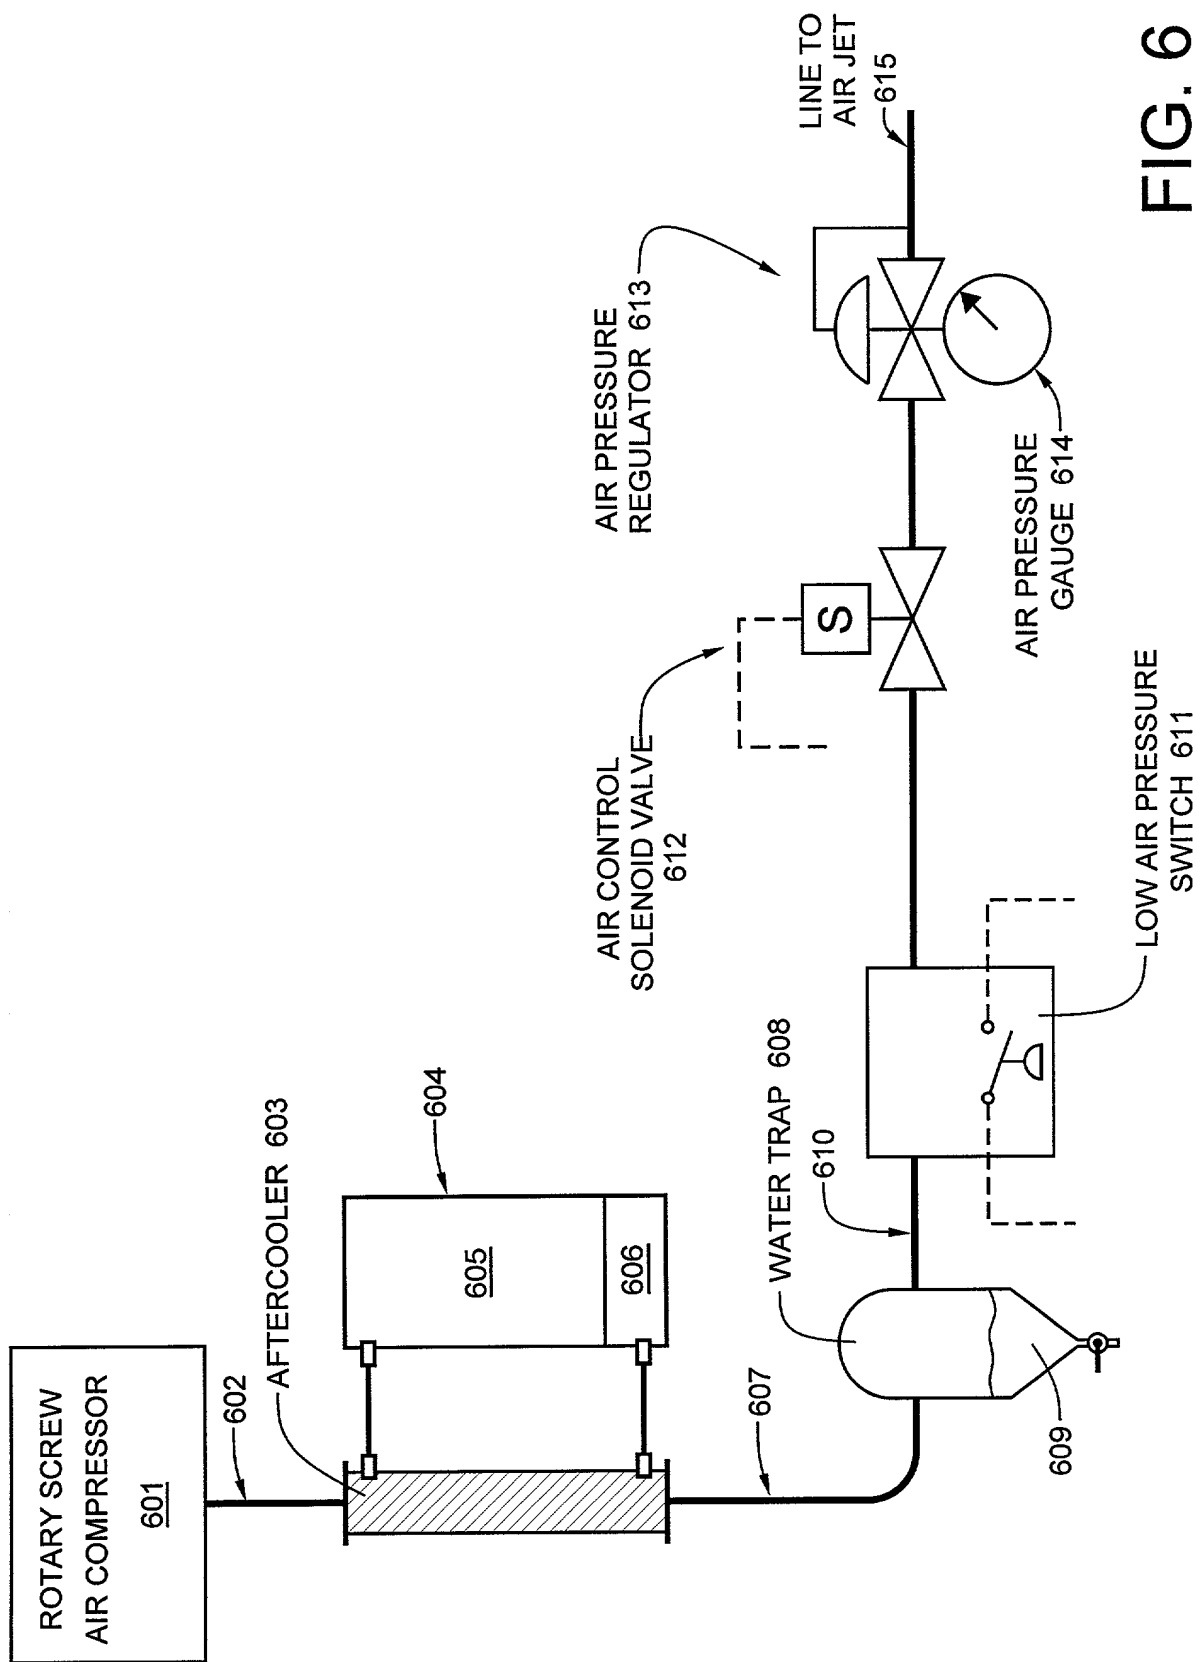 ROTARY SCREW
AIR COMPRESSOR
601
602
AFTERCOOLER 603
604
605
606
607
WATER TRAP 608
609
610
LOW AIR PRESSURE
SWITCH 611
AIR CONTROL
SOLENOID VALVE
612
S
AIR PRESSURE
REGULATOR 613
AIR PRESSURE
GAUGE 614
LINE TO
AIR JET
615
FIG. 6